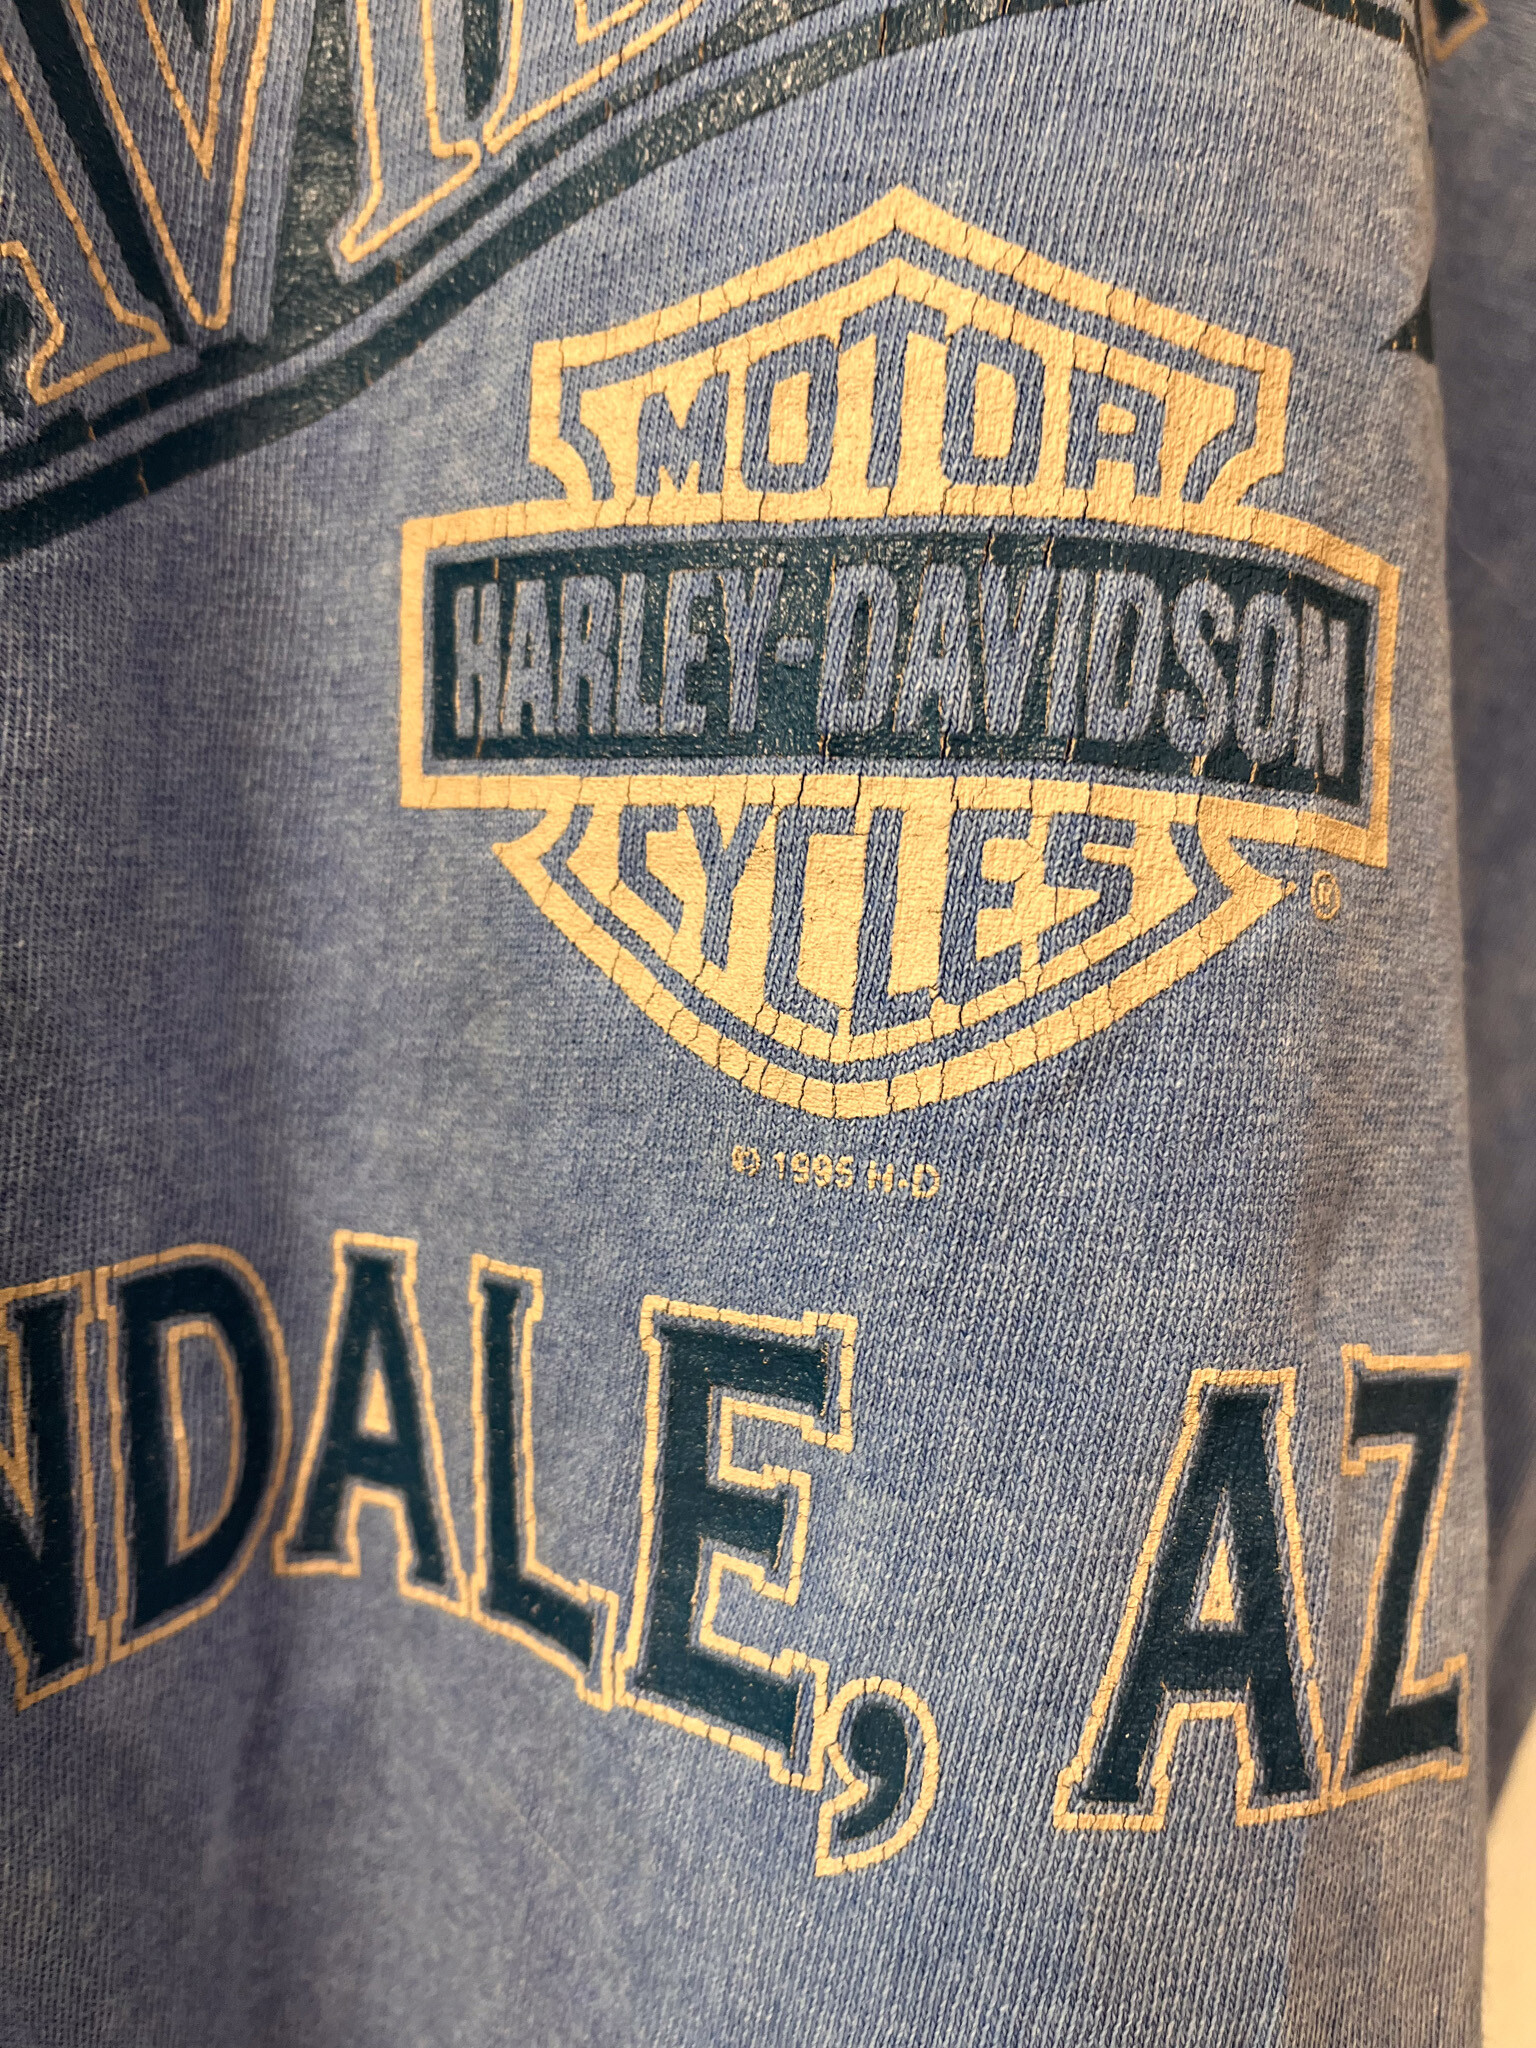 MOTOR
HARLEY-DAVIDSON
CYCLES ®
© 1995 H-D
NDALE, AZ